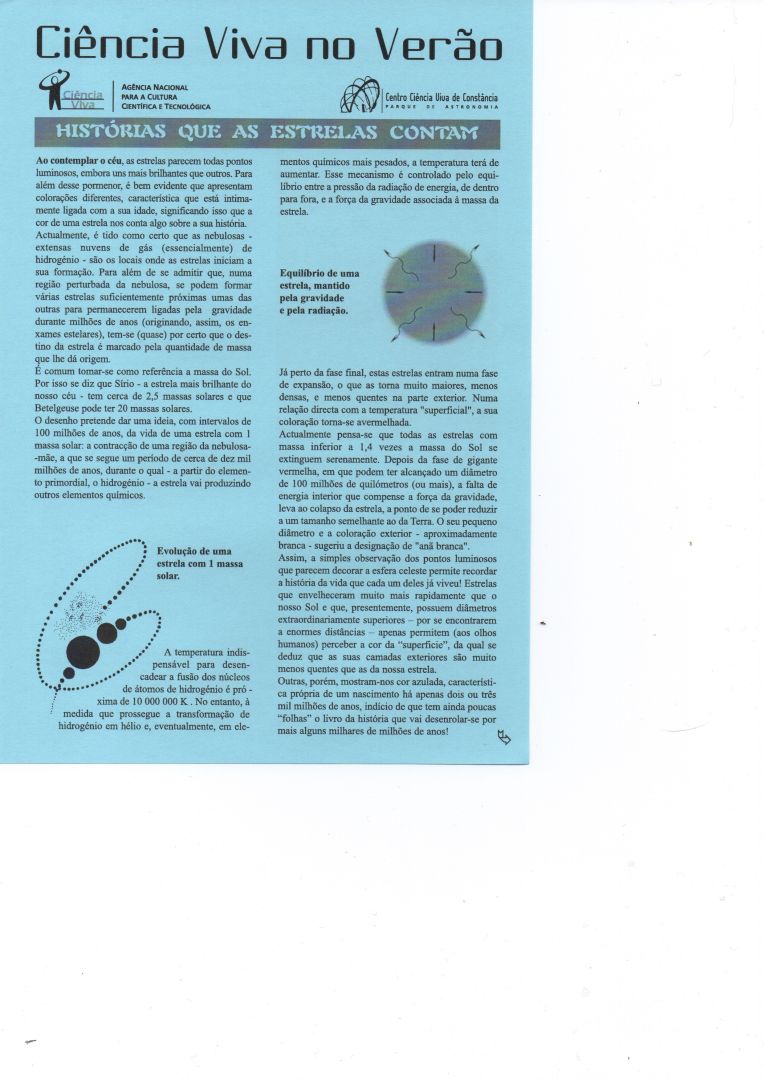 Ciência Viva no Verão
Ciência
Viva
AGÊNCIA NACIONAL
PARA A CULTURA
CIENTÍFICA E TECNOLÓGICA
Centro Ciência Viva de Constância
PARQUE DE ASTRONOMIA
HISTÓRIAS QUE AS ESTRELAS CONTAM
Ao contemplar o céu, as estrelas parecem todas pontos
luminosos, embora uns mais brilhantes que outros. Para
além desse pormenor, é bem evidente que apresentam
colorações diferentes, característica que está intima-
mente ligada com a sua idade, significando isso que a
cor de uma estrela nos conta algo sobre a sua história.
Actualmente, é tido como certo que as nebulosas -
extensas nuvens de gás (essencialmente) de
hidrogénio - são os locais onde as estrelas iniciam a
sua formação. Para além de se admitir que, numa
região perturbada da nebulosa, se podem formar
várias estrelas suficientemente próximas umas das
outras para permanecerem ligadas pela gravidade
durante milhões de anos (originando, assim, os en-
xames estelares), tem-se (quase) por certo que o des-
tino da estrela é marcado pela quantidade de massa
que lhe dá origem.
É comum tomar-se como referência a massa do Sol.
Por isso se diz que Sírio - a estrela mais brilhante do
nosso céu - tem cerca de 2,5 massas solares e que
Betelgeuse pode ter 20 massas solares.
O desenho pretende dar uma ideia, com intervalos de
100 milhões de anos, da vida de uma estrela com 1
massa solar: a contracção de uma região da nebulosa-
-mãe, a que se segue um período de cerca de dez mil
milhões de anos, durante o qual - a partir do elemen-
to primordial, o hidrogénio - a estrela vai produzindo
outros elementos químicos.
Evolução de uma
estrela com 1 massa
solar.
A temperatura indis-
pensável para desen-
cadear a fusão dos núcleos
de átomos de hidrogénio é pró -
xima de 10 000 000 K . No entanto, à
medida que prossegue a transformação de
hidrogénio em hélio e, eventualmente, em ele-
mentos químicos mais pesados, a temperatura terá de
aumentar. Esse mecanismo é controlado pelo equi-
líbrio entre a pressão da radiação de energia, de dentro
para fora, e a força da gravidade associada à massa da
estrela.
Equilíbrio de uma
estrela, mantido
pela gravidade
e pela radiação.
Já perto da fase final, estas estrelas entram numa fase
de expansão, o que as torna muito maiores, menos
densas, e menos quentes na parte exterior. Numa
relação directa com a temperatura "superficial", a sua
coloração torna-se avermelhada.
Actualmente pensa-se que todas as estrelas com
massa inferior a 1,4 vezes a massa do Sol se
extinguem serenamente. Depois da fase de gigante
vermelha, em que podem ter alcançado um diâmetro
de 100 milhões de quilómetros (ou mais), a falta de
energia interior que compense a força da gravidade,
leva ao colapso da estrela, a ponto de se poder reduzir
a um tamanho semelhante ao da Terra. O seu pequeno
diâmetro e a coloração exterior - aproximadamente
branca - sugeriu a designação de "anã branca".
Assim, a simples observação dos pontos luminosos
que parecem decorar a esfera celeste permite recordar
a história da vida que cada um deles já viveu! Estrelas
que envelheceram muito mais rapidamente que o
nosso Sol e que, presentemente, possuem diâmetros
extraordinariamente superiores – por se encontrarem
a enormes distâncias – apenas permitem (aos olhos
humanos) perceber a cor da “superfície”, da qual se
deduz que as suas camadas exteriores são muito
menos quentes que as da nossa estrela.
Outras, porém, mostram-nos cor azulada, característi-
ca própria de um nascimento há apenas dois ou três
mil milhões de anos, indício de que tem ainda poucas
“folhas” o livro da história que vai desenrolar-se por
mais alguns milhares de milhões de anos!